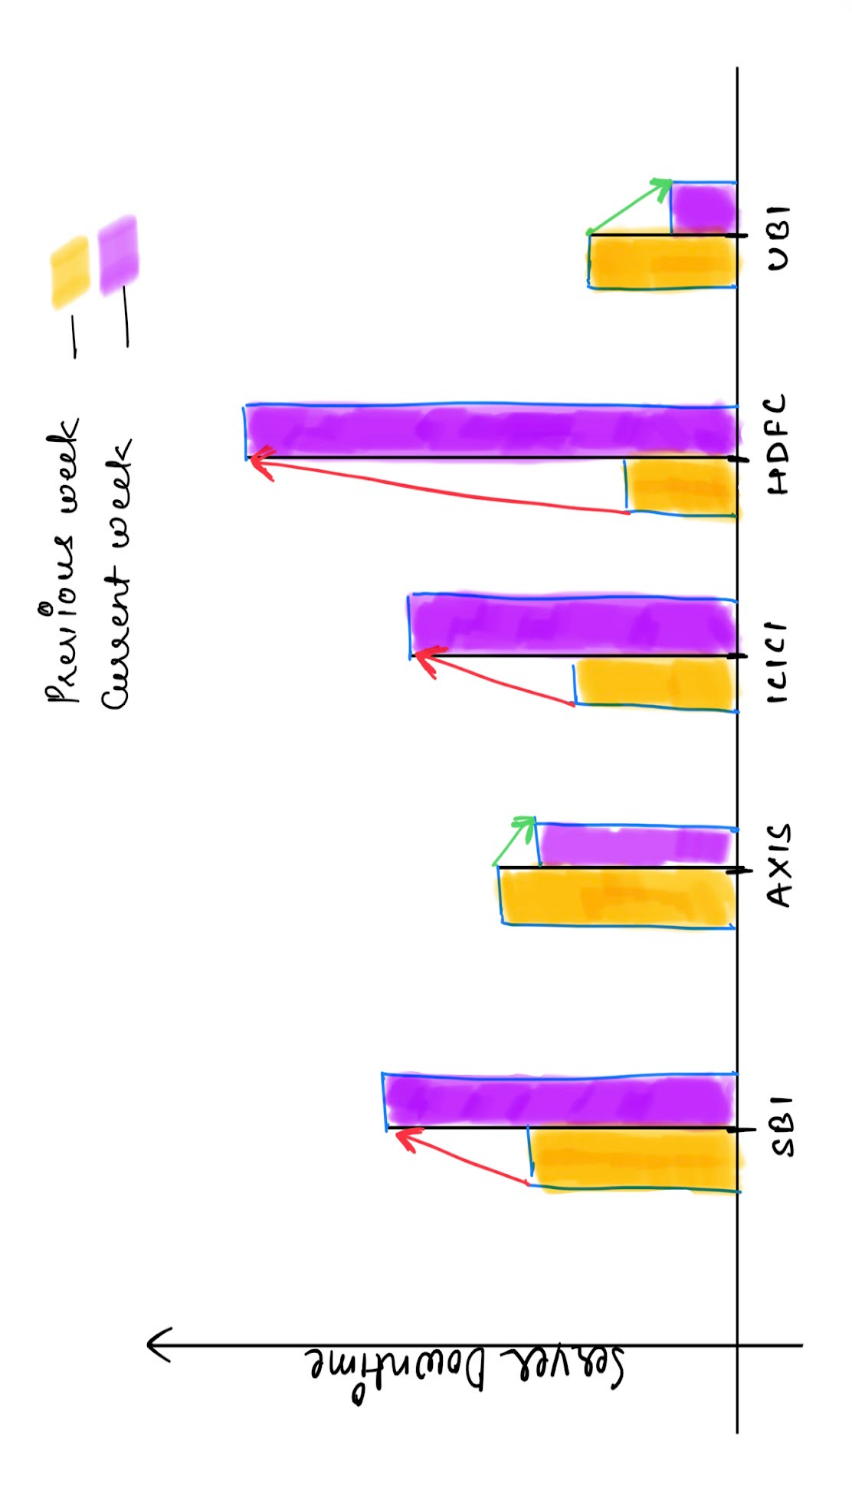 Previous week
Current week
Server Downtime
SBI
AXIS
ICICI
HDFC
UBI